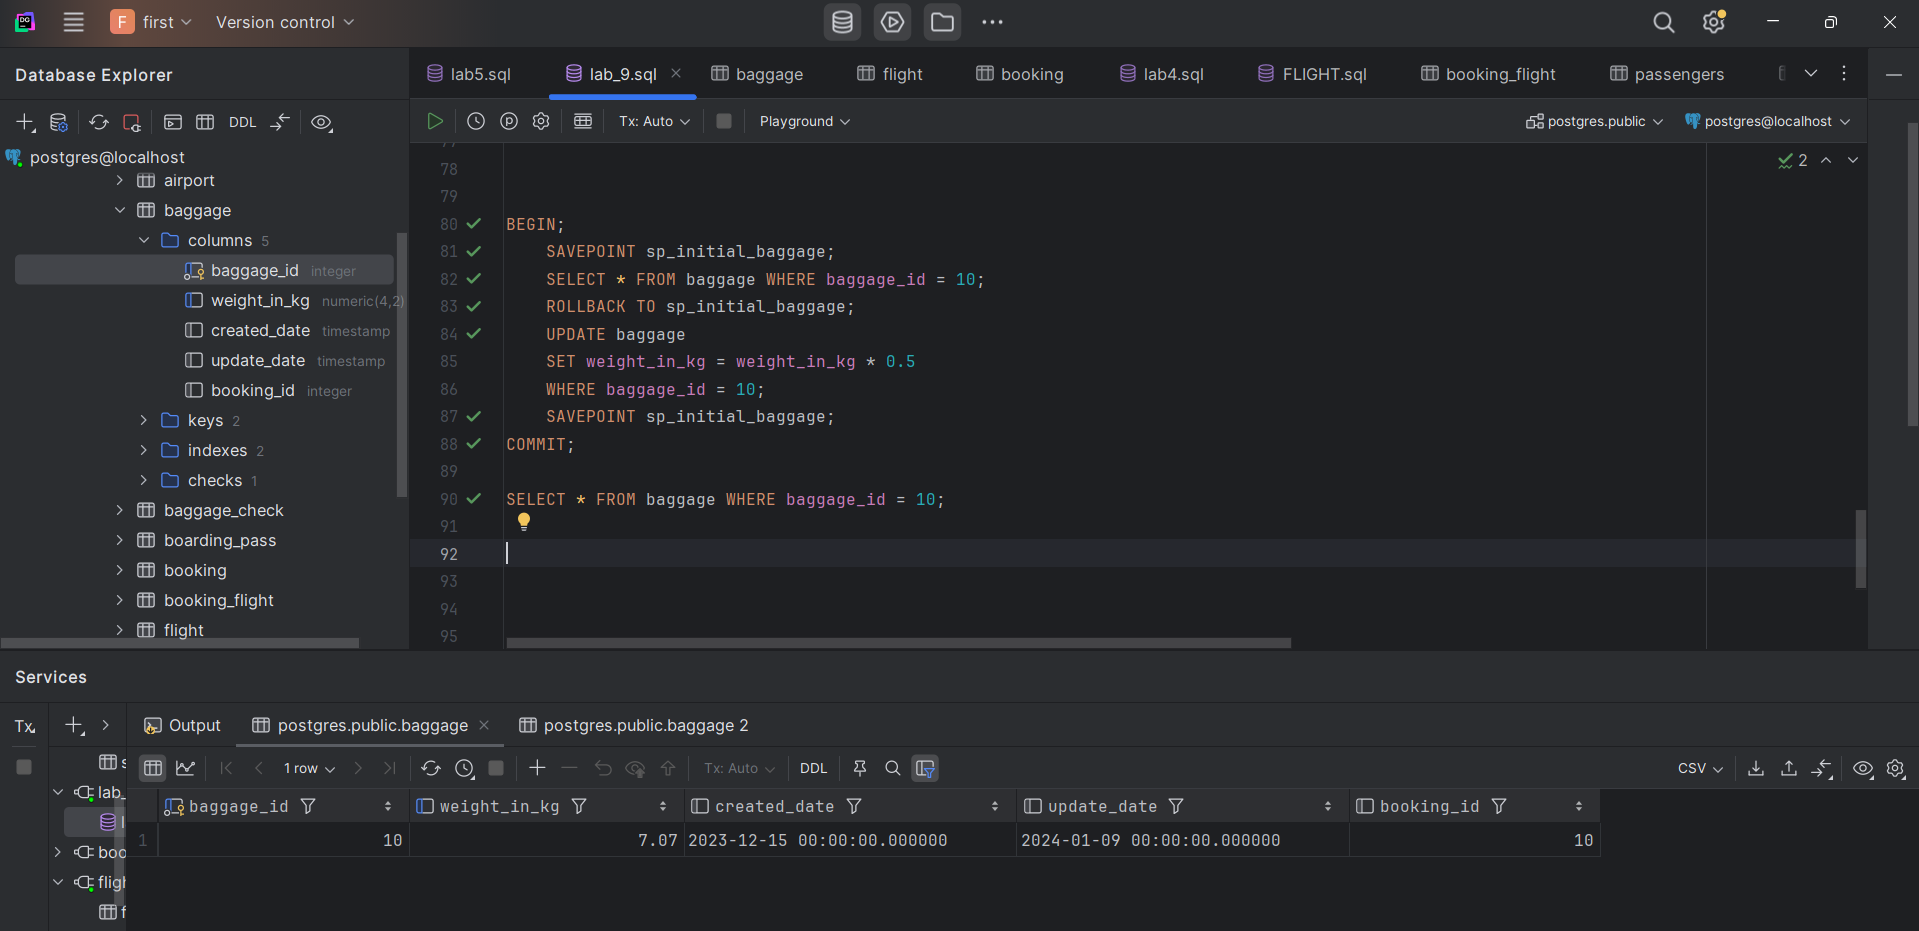 DG F first Version control
Database Explorer
lab5.sql lab_9.sql baggage flight booking lab4.sql FLIGHT.sql booking_flight passengers
DDL
Tx: Auto Playground postgres.public postgres@localhost
postgres@localhost
airport
baggage
columns 5
baggage_id integer
weight_in_kg numeric(4,2)
created_date timestamp
update_date timestamp
booking_id integer
keys 2
indexes 2
checks 1
baggage_check
boarding_pass
booking
booking_flight
flight
2
77
78
79
80 BEGIN;
81 SAVEPOINT sp_initial_baggage;
82 SELECT * FROM baggage WHERE baggage_id = 10;
83 ROLLBACK TO sp_initial_baggage;
84 UPDATE baggage
85 SET weight_in_kg = weight_in_kg * 0.5
86 WHERE baggage_id = 10;
87 SAVEPOINT sp_initial_baggage;
88 COMMIT;
89
90 SELECT * FROM baggage WHERE baggage_id = 10;
91
92
93
94
95
Services
Tx Output postgres.public.baggage postgres.public.baggage 2
1 row Tx: Auto DDL CSV
s
lab_
l
boo
fligh
f
baggage_id weight_in_kg created_date update_date booking_id
1 10 7.07 2023-12-15 00:00:00.000000 2024-01-09 00:00:00.000000 10